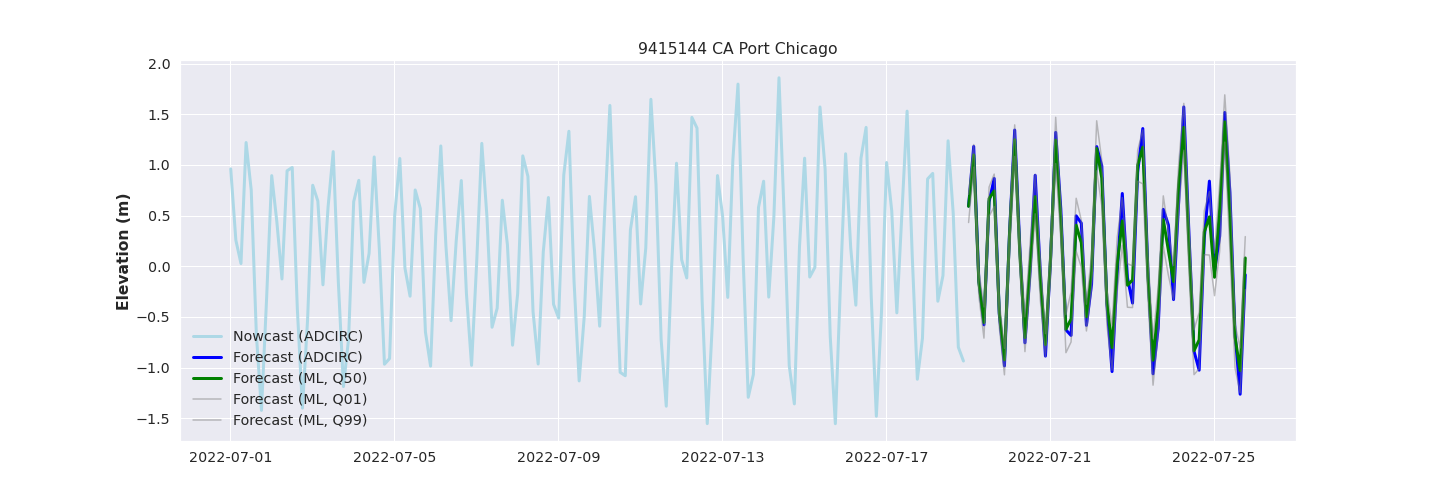 9415144 CA Port Chicago
2.0
1.5
1.0
0.5
0.0
−0.5
−1.0
−1.5
Elevation (m)
Nowcast (ADCIRC)
Forecast (ADCIRC)
Forecast (ML, Q50)
Forecast (ML, Q01)
Forecast (ML, Q99)
2022-07-01
2022-07-05
2022-07-09
2022-07-13
2022-07-17
2022-07-21
2022-07-25